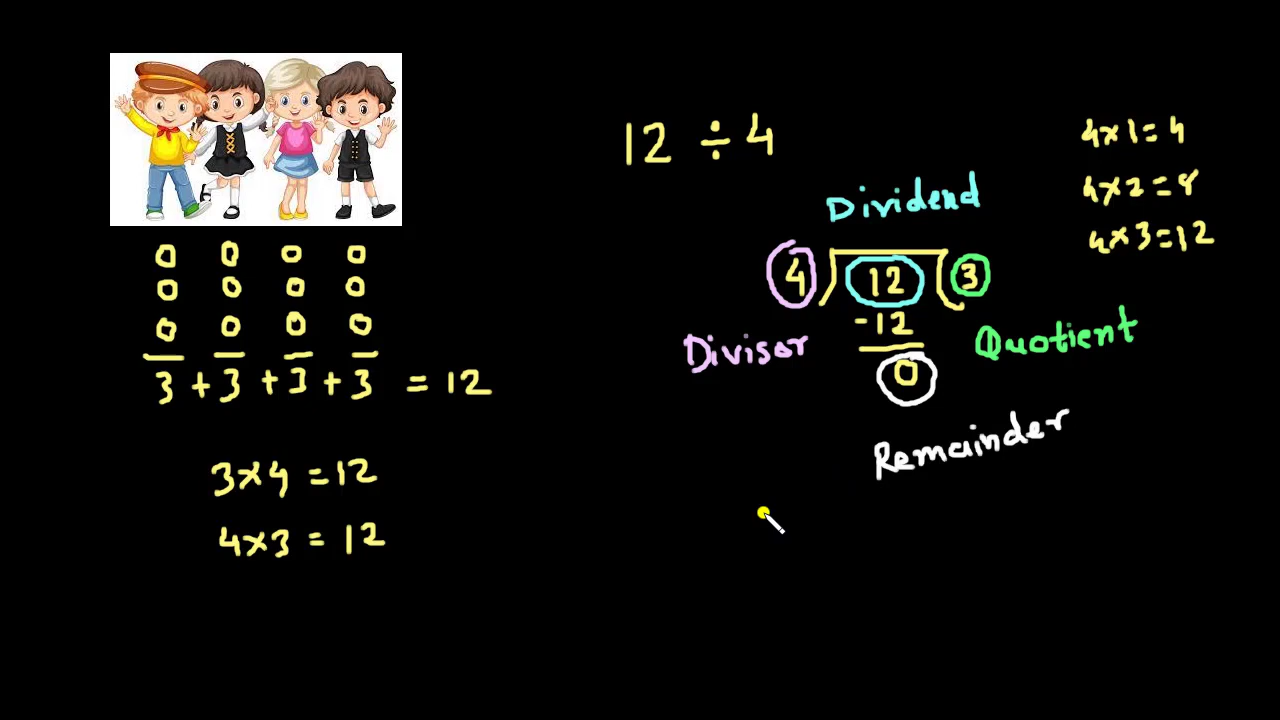 0 0 0 0
0 0 0 0
0 0 0 0
3 + 3 + 3 + 3 = 12
3 x 4 = 12
4 x 3 = 12
12 ÷ 4
Dividend
4 12 3
-12
0
Divisor
Quotient
Remainder
4 x 1 = 4
4 x 2 = 8
4 x 3 = 12